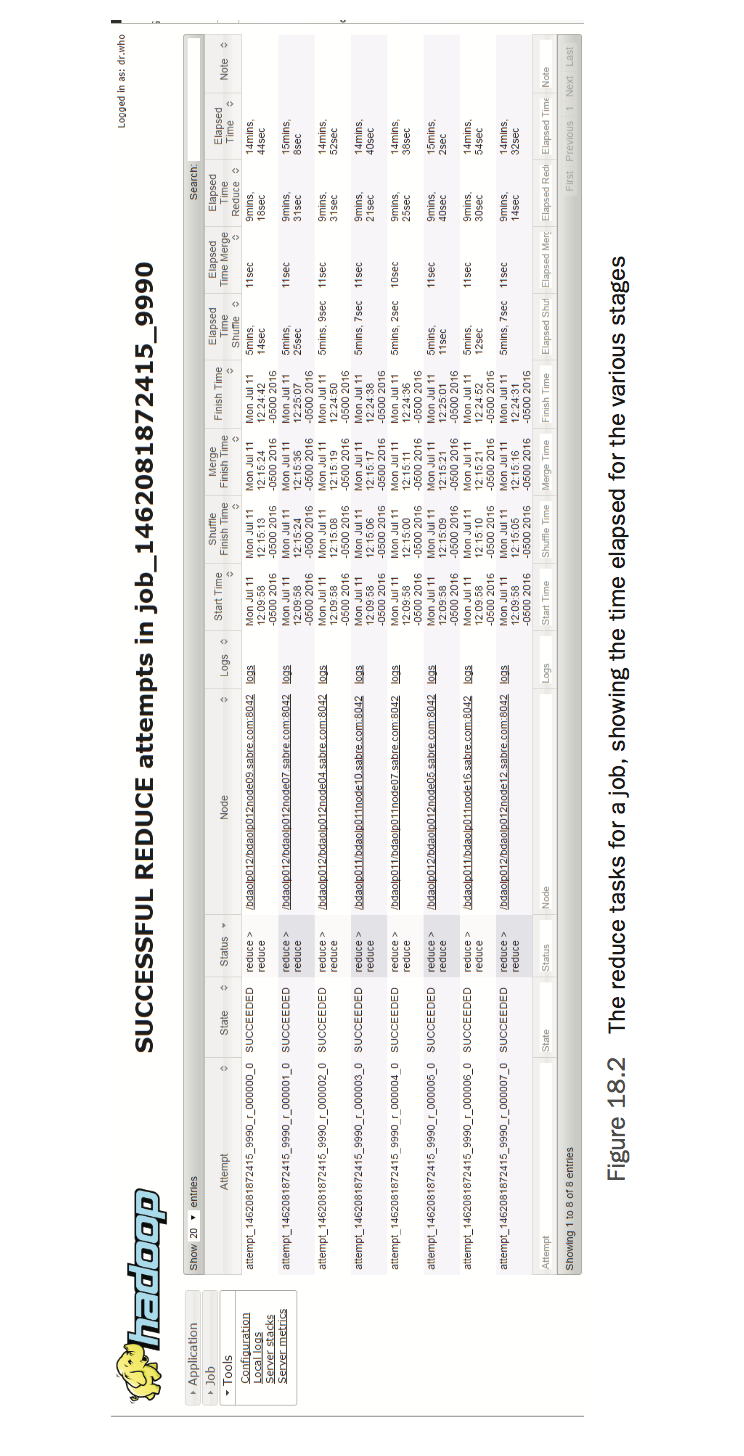 Logged in as: dr.who
hadoop
SUCCESSFUL REDUCE attempts in job_1462081872415_9990
Application
Job
Tools
Configuration
Local logs
Server stacks
Server metrics
Show 20 entries
Search:
Attempt State Status Node Logs Start Time Shuffle Finish Time Merge Finish Time Finish Time Elapsed Time Shuffle Elapsed Time Merge Elapsed Time Reduce Elapsed Time Note
attempt_1462081872415_9990_r_000000_0 SUCCEEDED reduce > /bdaolp012/bdaolp012node09.sabre.com:8042 logs Mon Jul 11 Mon Jul 11 Mon Jul 11 Mon Jul 11 5mins, 11sec 9mins, 14mins,
reduce 12:09:58 12:15:13 12:15:24 12:24:42 14sec 18sec 44sec
-0500 2016 -0500 2016 -0500 2016 -0500 2016
attempt_1462081872415_9990_r_000001_0 SUCCEEDED reduce > /bdaolp012/bdaolp012node07.sabre.com:8042 logs Mon Jul 11 Mon Jul 11 Mon Jul 11 Mon Jul 11 5mins, 11sec 9mins, 15mins,
reduce 12:09:58 12:15:24 12:15:36 12:25:07 25sec 31sec 8sec
-0500 2016 -0500 2016 -0500 2016 -0500 2016
attempt_1462081872415_9990_r_000002_0 SUCCEEDED reduce > /bdaolp012/bdaolp012node04.sabre.com:8042 logs Mon Jul 11 Mon Jul 11 Mon Jul 11 Mon Jul 11 5mins, 9sec 11sec 9mins, 14mins,
reduce 12:09:58 12:15:08 12:15:19 12:24:50 31sec 52sec
-0500 2016 -0500 2016 -0500 2016 -0500 2016
attempt_1462081872415_9990_r_000003_0 SUCCEEDED reduce > /bdaolp011/bdaolp011node10.sabre.com:8042 logs Mon Jul 11 Mon Jul 11 Mon Jul 11 Mon Jul 11 5mins, 7sec 11sec 9mins, 14mins,
reduce 12:09:58 12:15:06 12:15:17 12:24:38 21sec 40sec
-0500 2016 -0500 2016 -0500 2016 -0500 2016
attempt_1462081872415_9990_r_000004_0 SUCCEEDED reduce > /bdaolp011/bdaolp011node07.sabre.com:8042 logs Mon Jul 11 Mon Jul 11 Mon Jul 11 Mon Jul 11 5mins, 2sec 10sec 9mins, 14mins,
reduce 12:09:58 12:15:00 12:15:11 12:24:36 25sec 38sec
-0500 2016 -0500 2016 -0500 2016 -0500 2016
attempt_1462081872415_9990_r_000005_0 SUCCEEDED reduce > /bdaolp012/bdaolp012node05.sabre.com:8042 logs Mon Jul 11 Mon Jul 11 Mon Jul 11 Mon Jul 11 5mins, 11sec 9mins, 15mins,
reduce 12:09:58 12:15:09 12:15:21 12:25:01 11sec 40sec 2sec
-0500 2016 -0500 2016 -0500 2016 -0500 2016
attempt_1462081872415_9990_r_000006_0 SUCCEEDED reduce > /bdaolp011/bdaolp011node16.sabre.com:8042 logs Mon Jul 11 Mon Jul 11 Mon Jul 11 Mon Jul 11 5mins, 11sec 9mins, 14mins,
reduce 12:09:58 12:15:10 12:15:21 12:24:52 12sec 30sec 54sec
-0500 2016 -0500 2016 -0500 2016 -0500 2016
attempt_1462081872415_9990_r_000007_0 SUCCEEDED reduce > /bdaolp012/bdaolp012node12.sabre.com:8042 logs Mon Jul 11 Mon Jul 11 Mon Jul 11 Mon Jul 11 5mins, 7sec 11sec 9mins, 14mins,
reduce 12:09:58 12:15:05 12:15:16 12:24:31 14sec 32sec
-0500 2016 -0500 2016 -0500 2016 -0500 2016
Attempt State Status Node Logs Start Time Shuffle Time Merge Time Finish Time Elapsed Shuf Elapsed Merg Elapsed Redu Elapsed Time Note
Showing 1 to 8 of 8 entries
First Previous 1 Next Last
Figure 18.2 The reduce tasks for a job, showing the time elapsed for the various stages